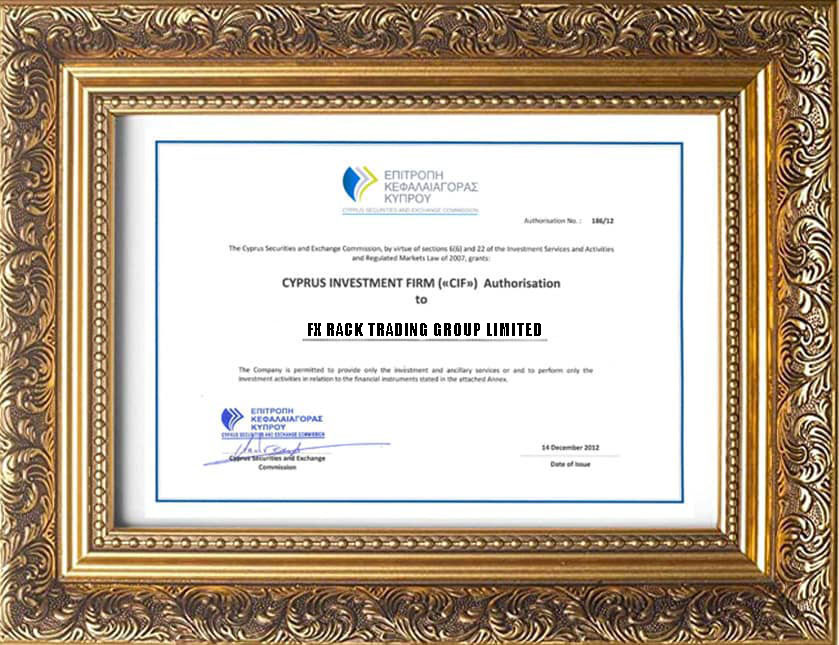 ΕΠΙΤΡΟΠΗ
ΚΕΦΑΛΑΙΑΓΟΡΑΣ
ΚΥΠΡΟΥ
CYPRUS SECURITIES AND EXCHANGE COMMISSION
Authorisation No. : 186/12
The Cyprus Securities and Exchange Commission, by virtue of sections 6(6) and 22 of the Investment Services and Activities
and Regulated Markets Law of 2007, grants:
CYPRUS INVESTMENT FIRM («CIF») Authorisation
to
FX RACK TRADING GROUP LIMITED
The Company is permitted to provide only the investment and ancillary services or and to perform only the
investment activities in relation to the financial instruments stated in the attached Annex.
ΕΠΙΤΡΟΠΗ
ΚΕΦΑΛΑΙΑΓΟΡΑΣ
ΚΥΠΡΟΥ
CYPRUS SECURITIES AND EXCHANGE COMMISSION
Cyprus Securities and Exchange
Commission
14 December 2012
Date of Issue